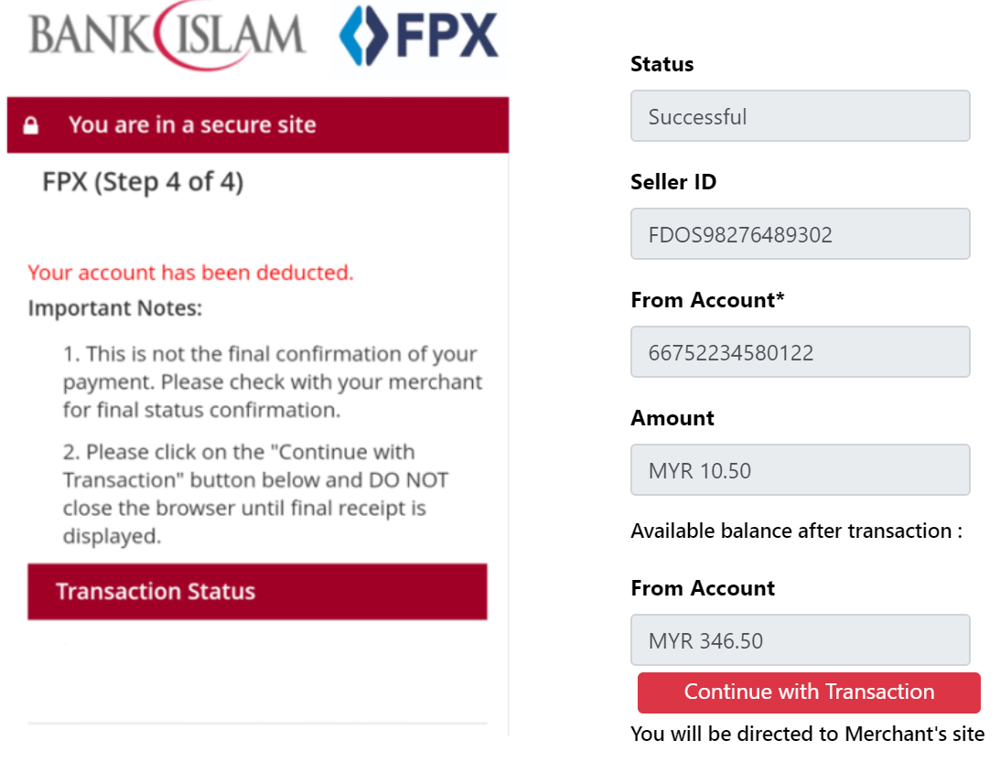 BANK ISLAM FPX
You are in a secure site
FPX (Step 4 of 4)
Your account has been deducted.
Important Notes:
1. This is not the final confirmation of your
payment. Please check with your merchant
for final status confirmation.
2. Please click on the "Continue with
Transaction" button below and DO NOT
close the browser until final receipt is
displayed.
Transaction Status
Status
Successful
Seller ID
FDOS98276489302
From Account*
66752234580122
Amount
MYR 10.50
Available balance after transaction :
From Account
MYR 346.50
Continue with Transaction
You will be directed to Merchant's site